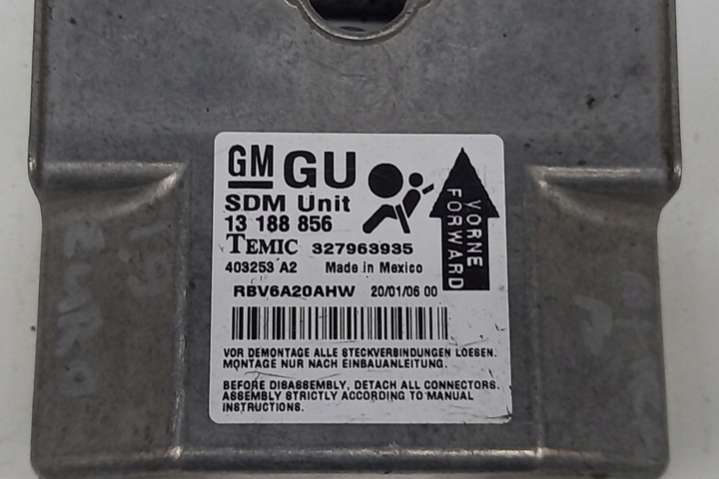 GM GU
SDM Unit
13 188 856
TEMIC 327963935
403253 A2 Made in Mexico
RBV6A20AHW 20/01/06 00
VORNE
FORWARD
VOR DEMONTAGE ALLE STECKVERBINDUNGEN LOESEN.
MONTAGE NUR NACH EINBAUANLEITUNG.
BEFORE DISASSEMBLY, DETACH ALL CONNECTORS.
ASSEMBLY STRICTLY ACCORDING TO MANUAL
INSTRUCTIONS.